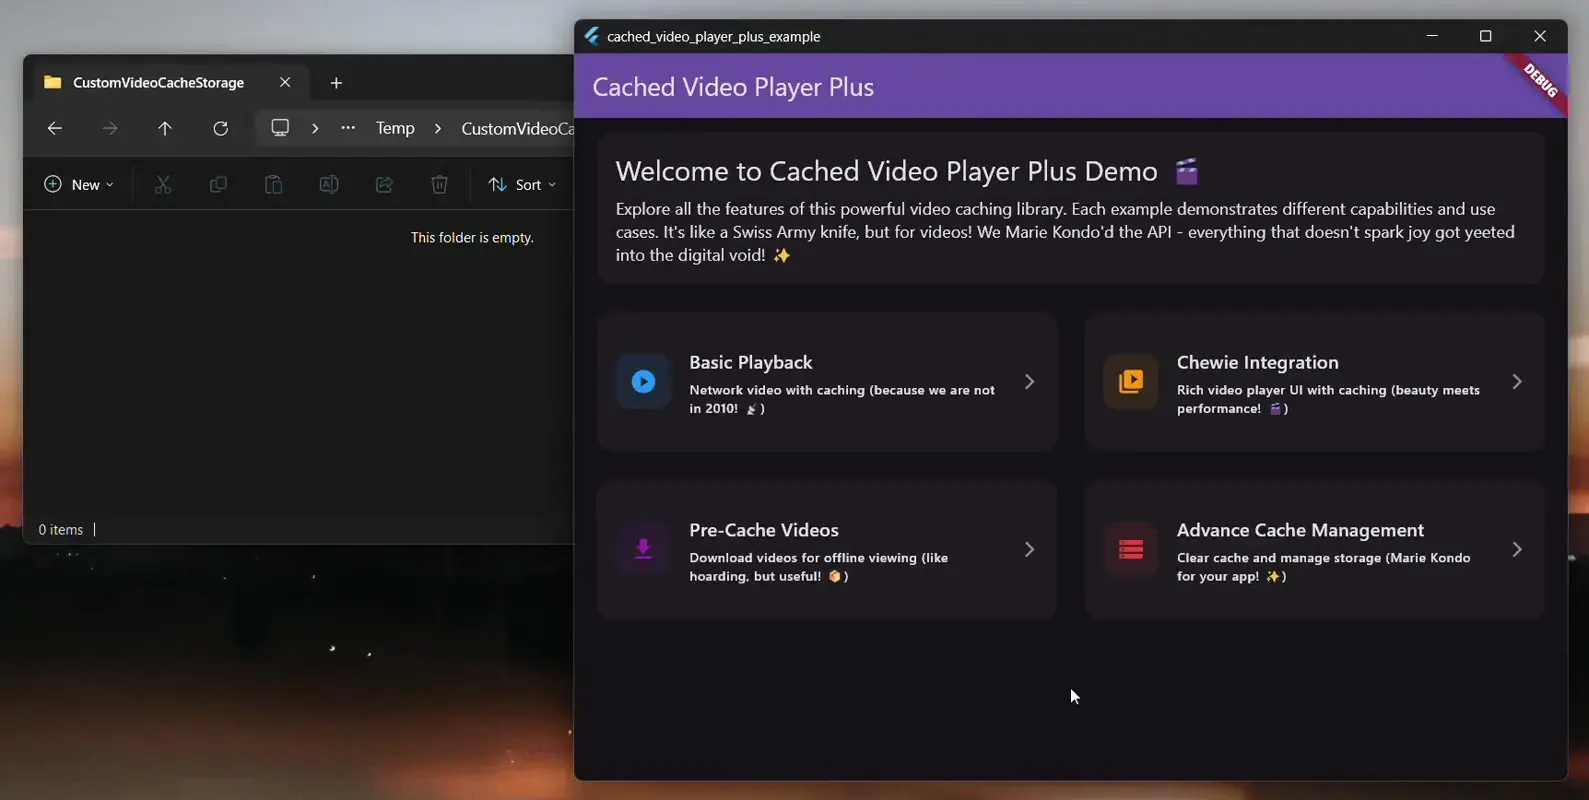 CustomVideoCacheStorage
Temp
CustomVideoCa
New
Sort
This folder is empty.
0 items
cached_video_player_plus_example
Cached Video Player Plus
DEBUG
Welcome to Cached Video Player Plus Demo 🎬
Explore all the features of this powerful video caching library. Each example demonstrates different capabilities and use
cases. It's like a Swiss Army knife, but for videos! We Marie Kondo'd the API - everything that doesn't spark joy got yeeted
into the digital void! ✨
Basic Playback
Network video with caching (because we are not
in 2010! 📡)
Chewie Integration
Rich video player UI with caching (beauty meets
performance! 🎬)
Pre-Cache Videos
Download videos for offline viewing (like
hoarding, but useful! 📦)
Advance Cache Management
Clear cache and manage storage (Marie Kondo
for your app! ✨)